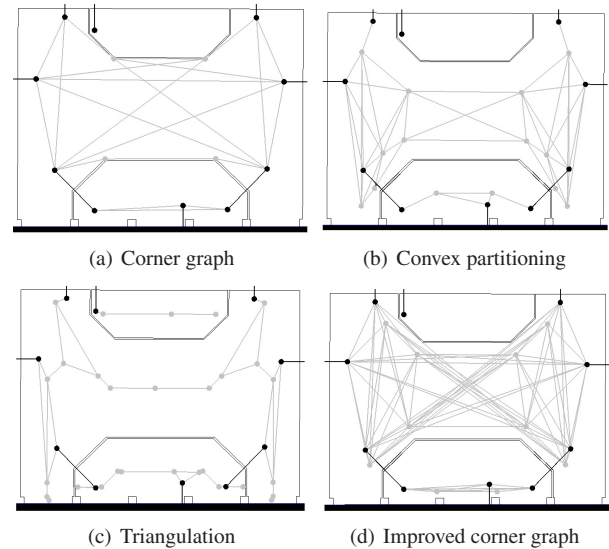 (a) Corner graph
(b) Convex partitioning
(c) Triangulation
(d) Improved corner graph